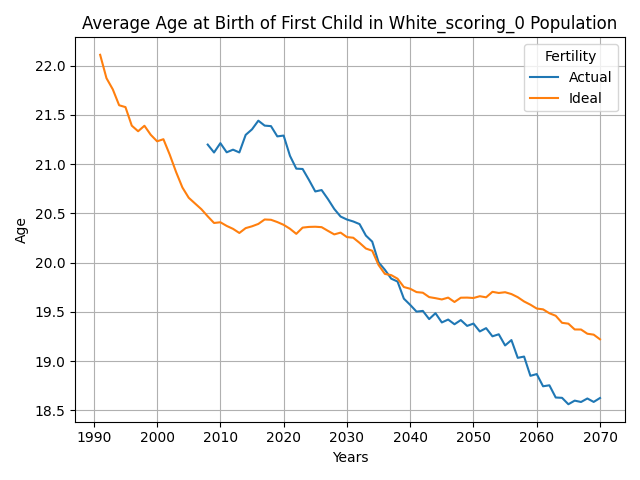 Average Age at Birth of First Child in White_scoring_0 Population
Fertility
Actual
Ideal
Age
22.0
21.5
21.0
20.5
20.0
19.5
19.0
18.5
1990 2000 2010 2020 2030 2040 2050 2060 2070
Years